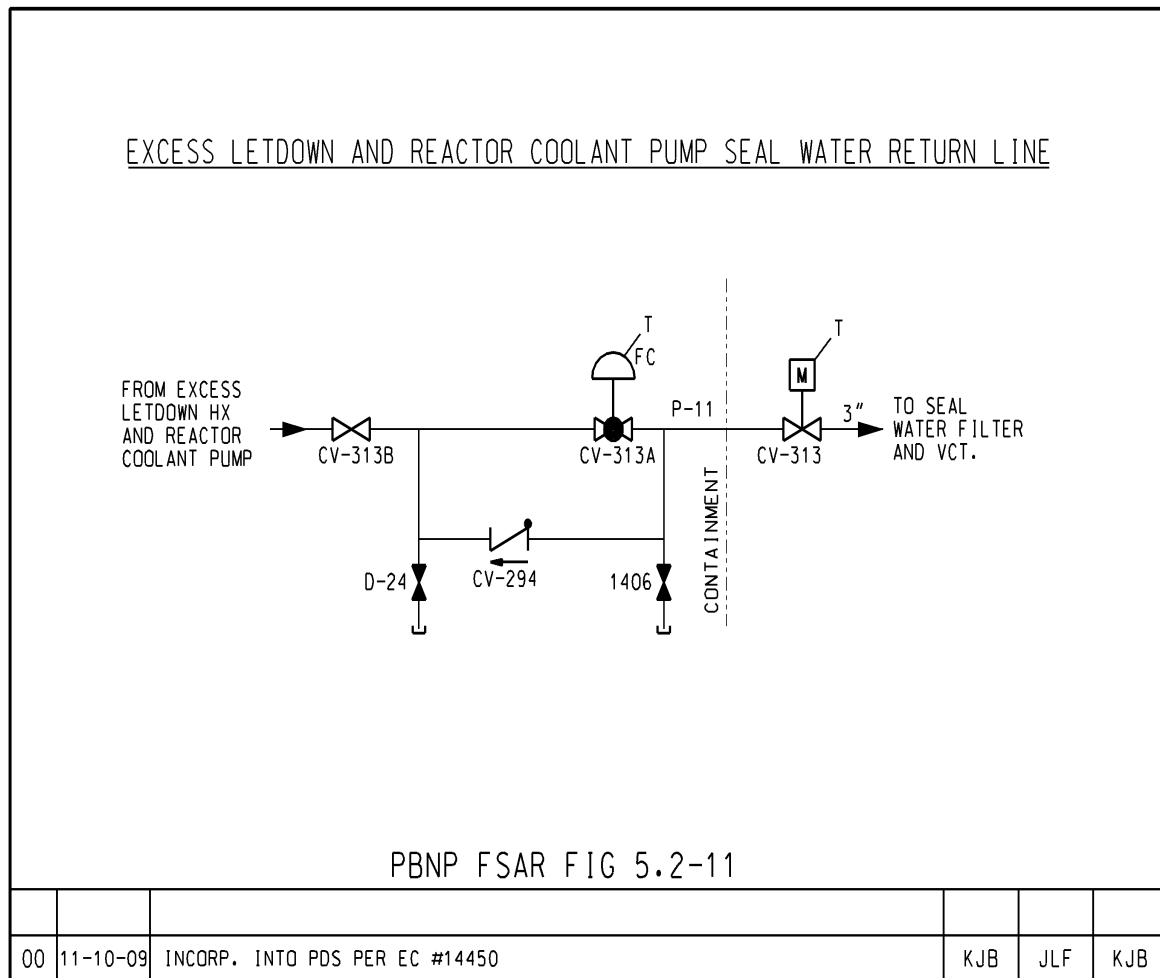 EXCESS LETDOWN AND REACTOR COOLANT PUMP SEAL WATER RETURN LINE
T
FC
T
M
FROM EXCESS
LETDOWN HX
AND REACTOR
COOLANT PUMP
CV-313B
CV-313A
P-11
CV-313
3"
TO SEAL
WATER FILTER
AND VCT.
D-24
CV-294
1406
CONTAINMENT
PBNP FSAR FIG 5.2-11
00 11-10-09 INCORP. INTO PDS PER EC #14450 KJB JLF KJB